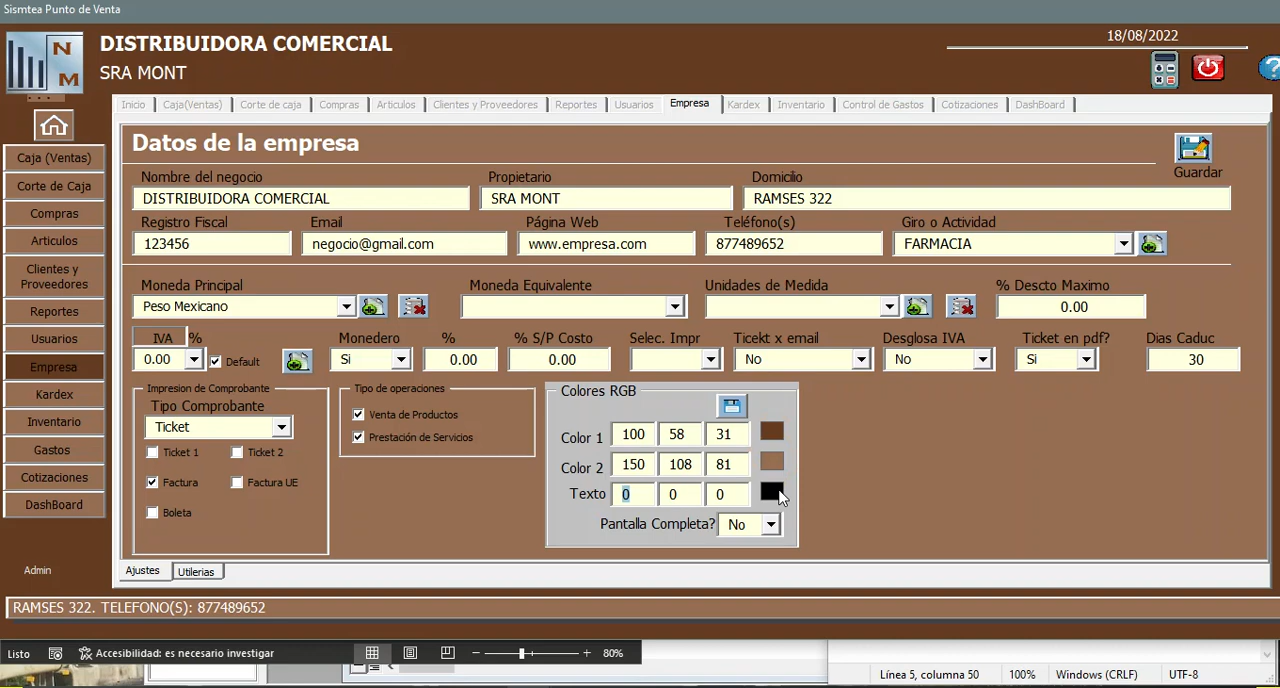 Sismtea Punto de Venta
N
M
DISTRIBUIDORA COMERCIAL
SRA MONT
18/08/2022
?
Inicio Caja(Ventas) Corte de caja Compras Articulos Clientes y Proveedores Reportes Usuarios Empresa Kardex Inventario Control de Gastos Cotizaciones DashBoard
Caja (Ventas)
Corte de Caja
Compras
Articulos
Clientes y
Proveedores
Reportes
Usuarios
Empresa
Kardex
Inventario
Gastos
Cotizaciones
DashBoard
Admin
Datos de la empresa
Guardar
Nombre del negocio Propietario Domicilio
DISTRIBUIDORA COMERCIAL SRA MONT RAMSES 322
Registro Fiscal Email Página Web Teléfono(s) Giro o Actividad
123456 negocio@gmail.com www.empresa.com 877489652 FARMACIA
Moneda Principal Moneda Equivalente Unidades de Medida % Descto Maximo
Peso Mexicano 0.00
IVA % Monedero % % S/P Costo Selec. Impr Ticekt x email Desglosa IVA Ticket en pdf? Dias Caduc
0.00 Default Si 0.00 0.00 No No Si 30
Impresion de Comprobante
Tipo Comprobante
Ticket
Ticket 1 Ticket 2
Factura Factura UE
Boleta
Tipo de operaciones
Venta de Productos
Prestación de Servicios
Colores RGB
Color 1 100 58 31
Color 2 150 108 81
Texto 0 0 0
Pantalla Completa? No
Ajustes Utilerias
RAMSES 322. TELEFONO(S): 877489652
Listo Accesibilidad: es necesario investigar 80%
Línea 5, columna 50 100% Windows (CRLF) UTF-8